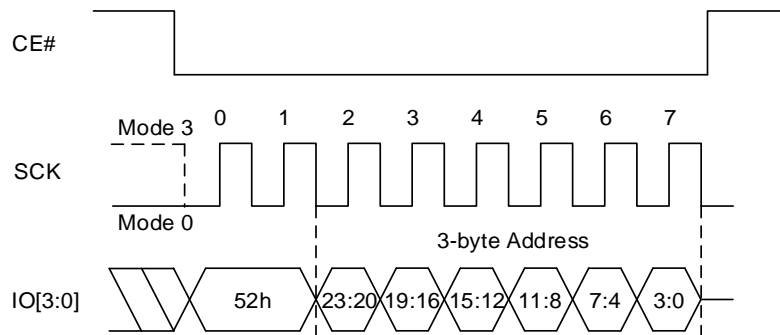 CE#
Mode 3
0 1 2 3 4 5 6 7
SCK
Mode 0
3-byte Address
IO[3:0]
52h 23:20 19:16 15:12 11:8 7:4 3:0